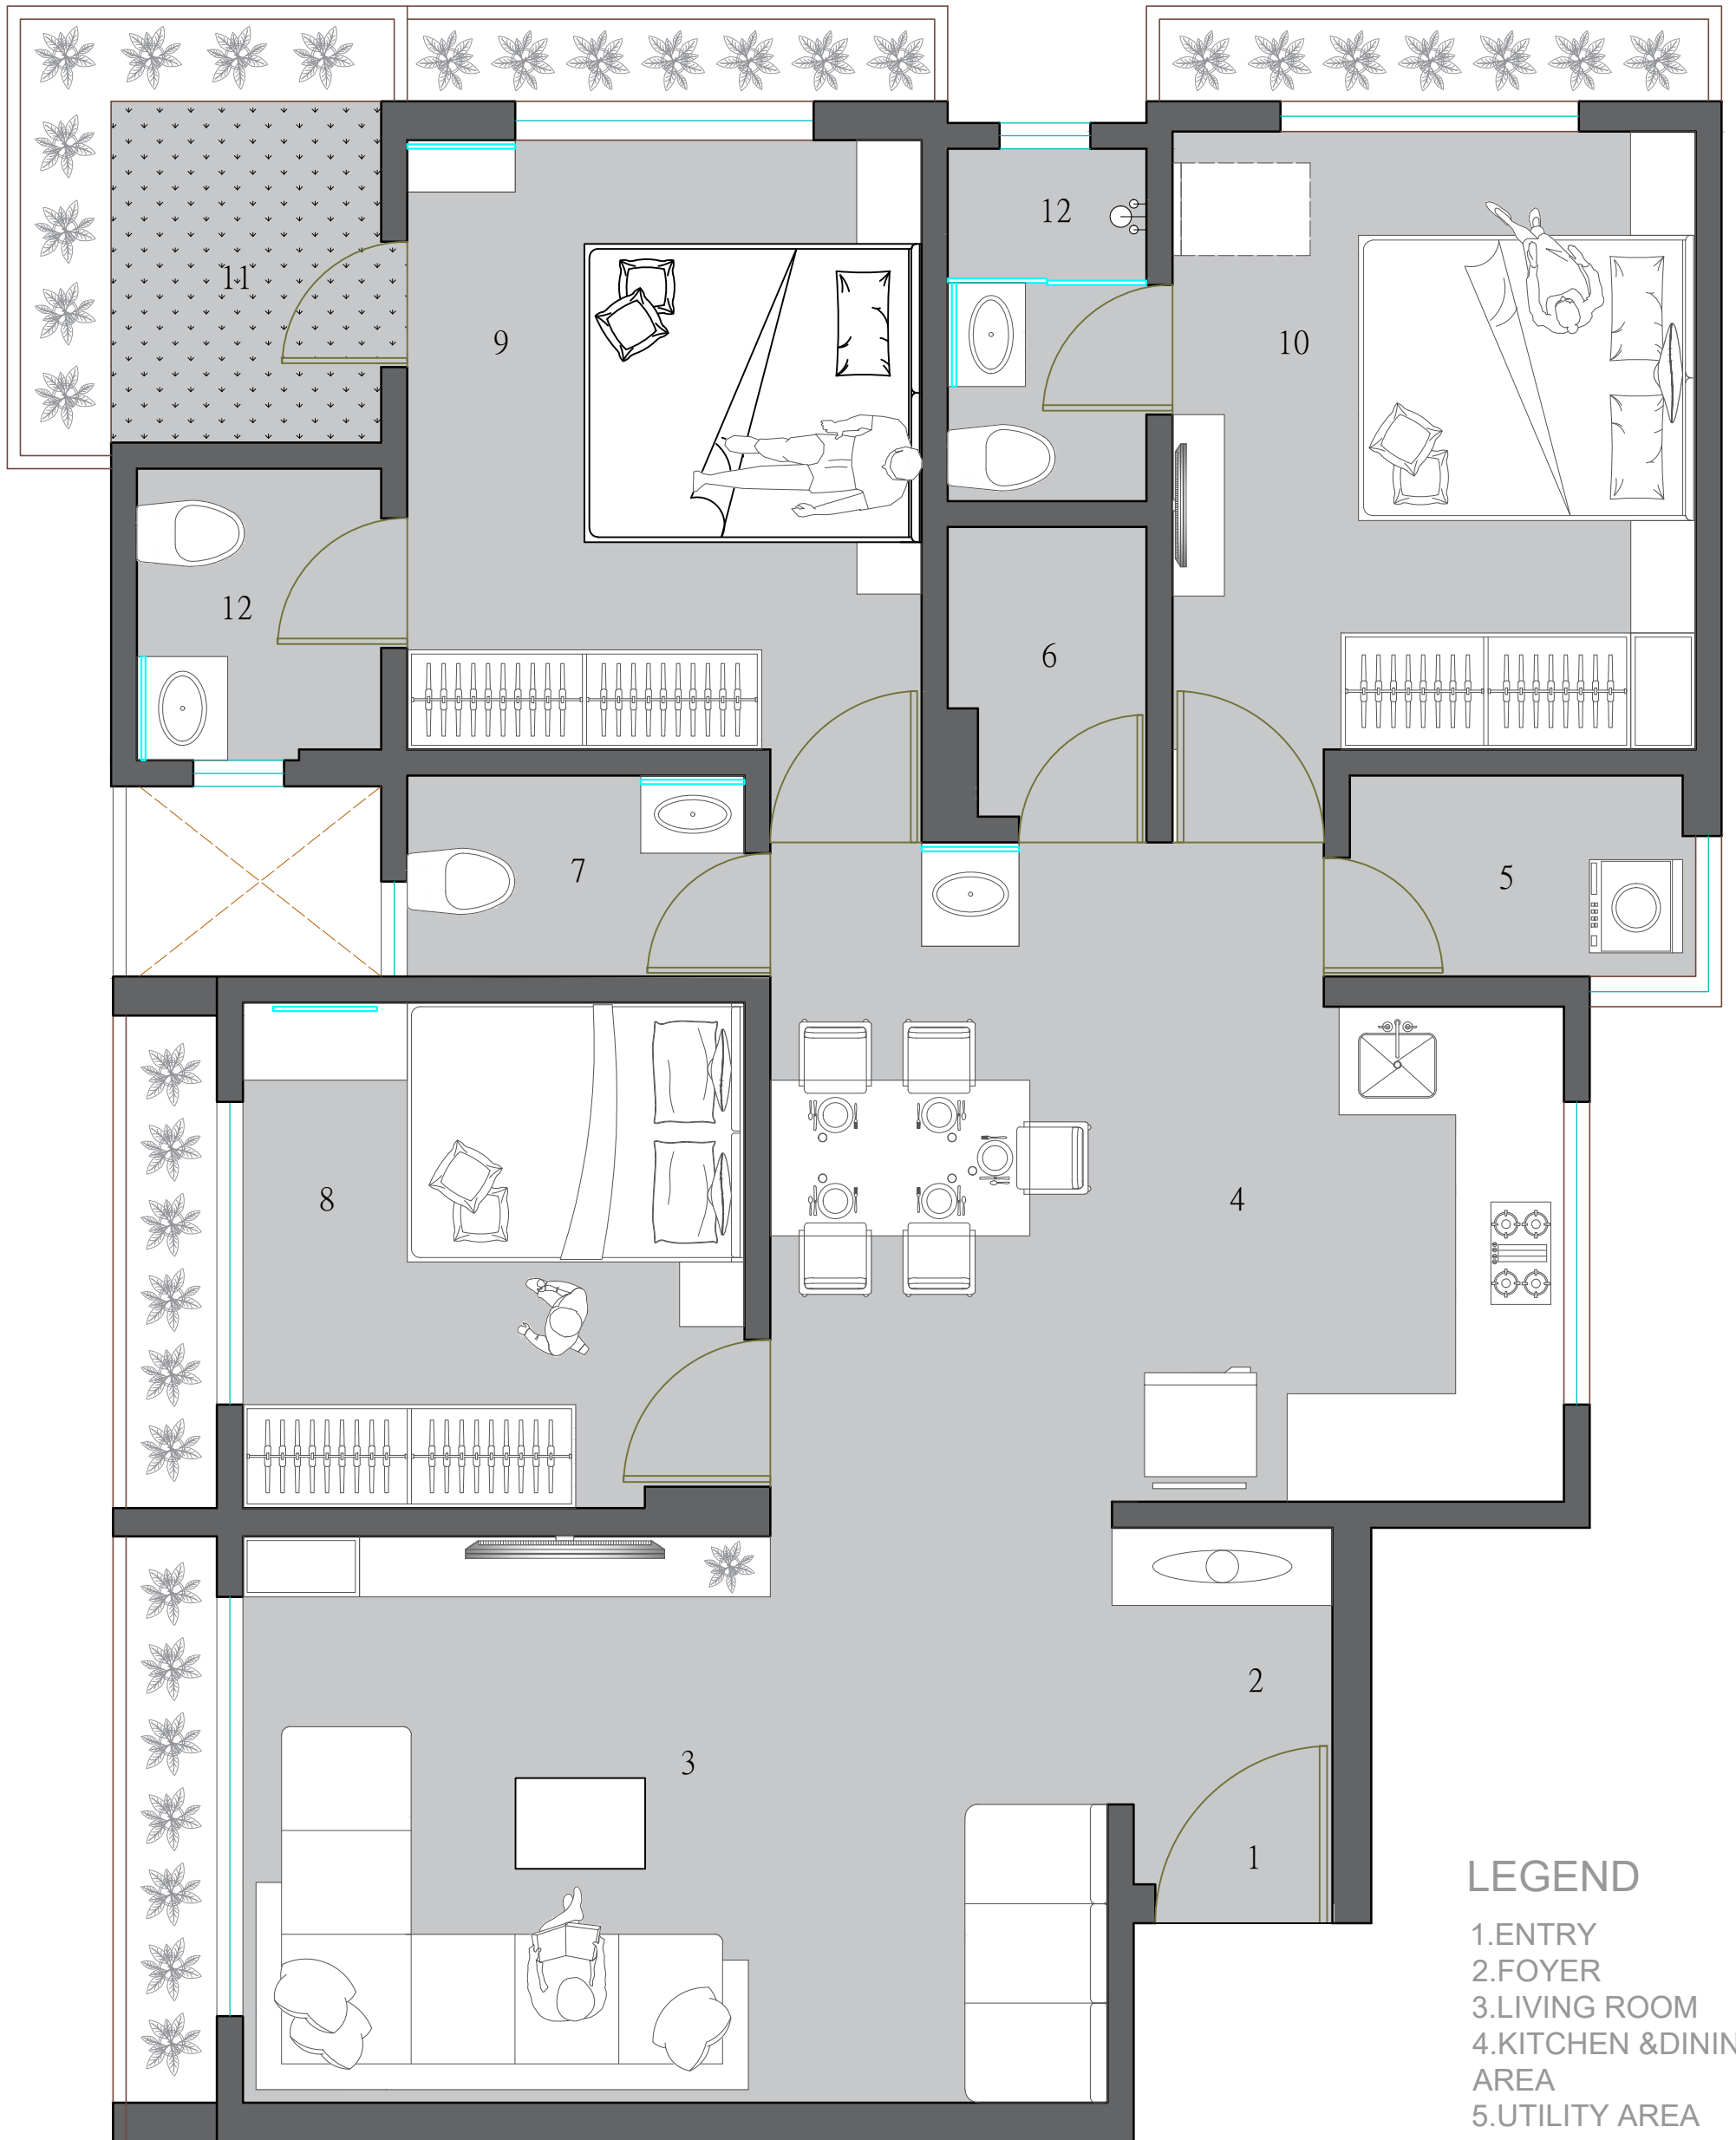 12
11
9
10
12
6
7
5
8
4
2
3
1
LEGEND
1.ENTRY
2.FOYER
3.LIVING ROOM
4.KITCHEN &DININ
AREA
5.UTILITY AREA